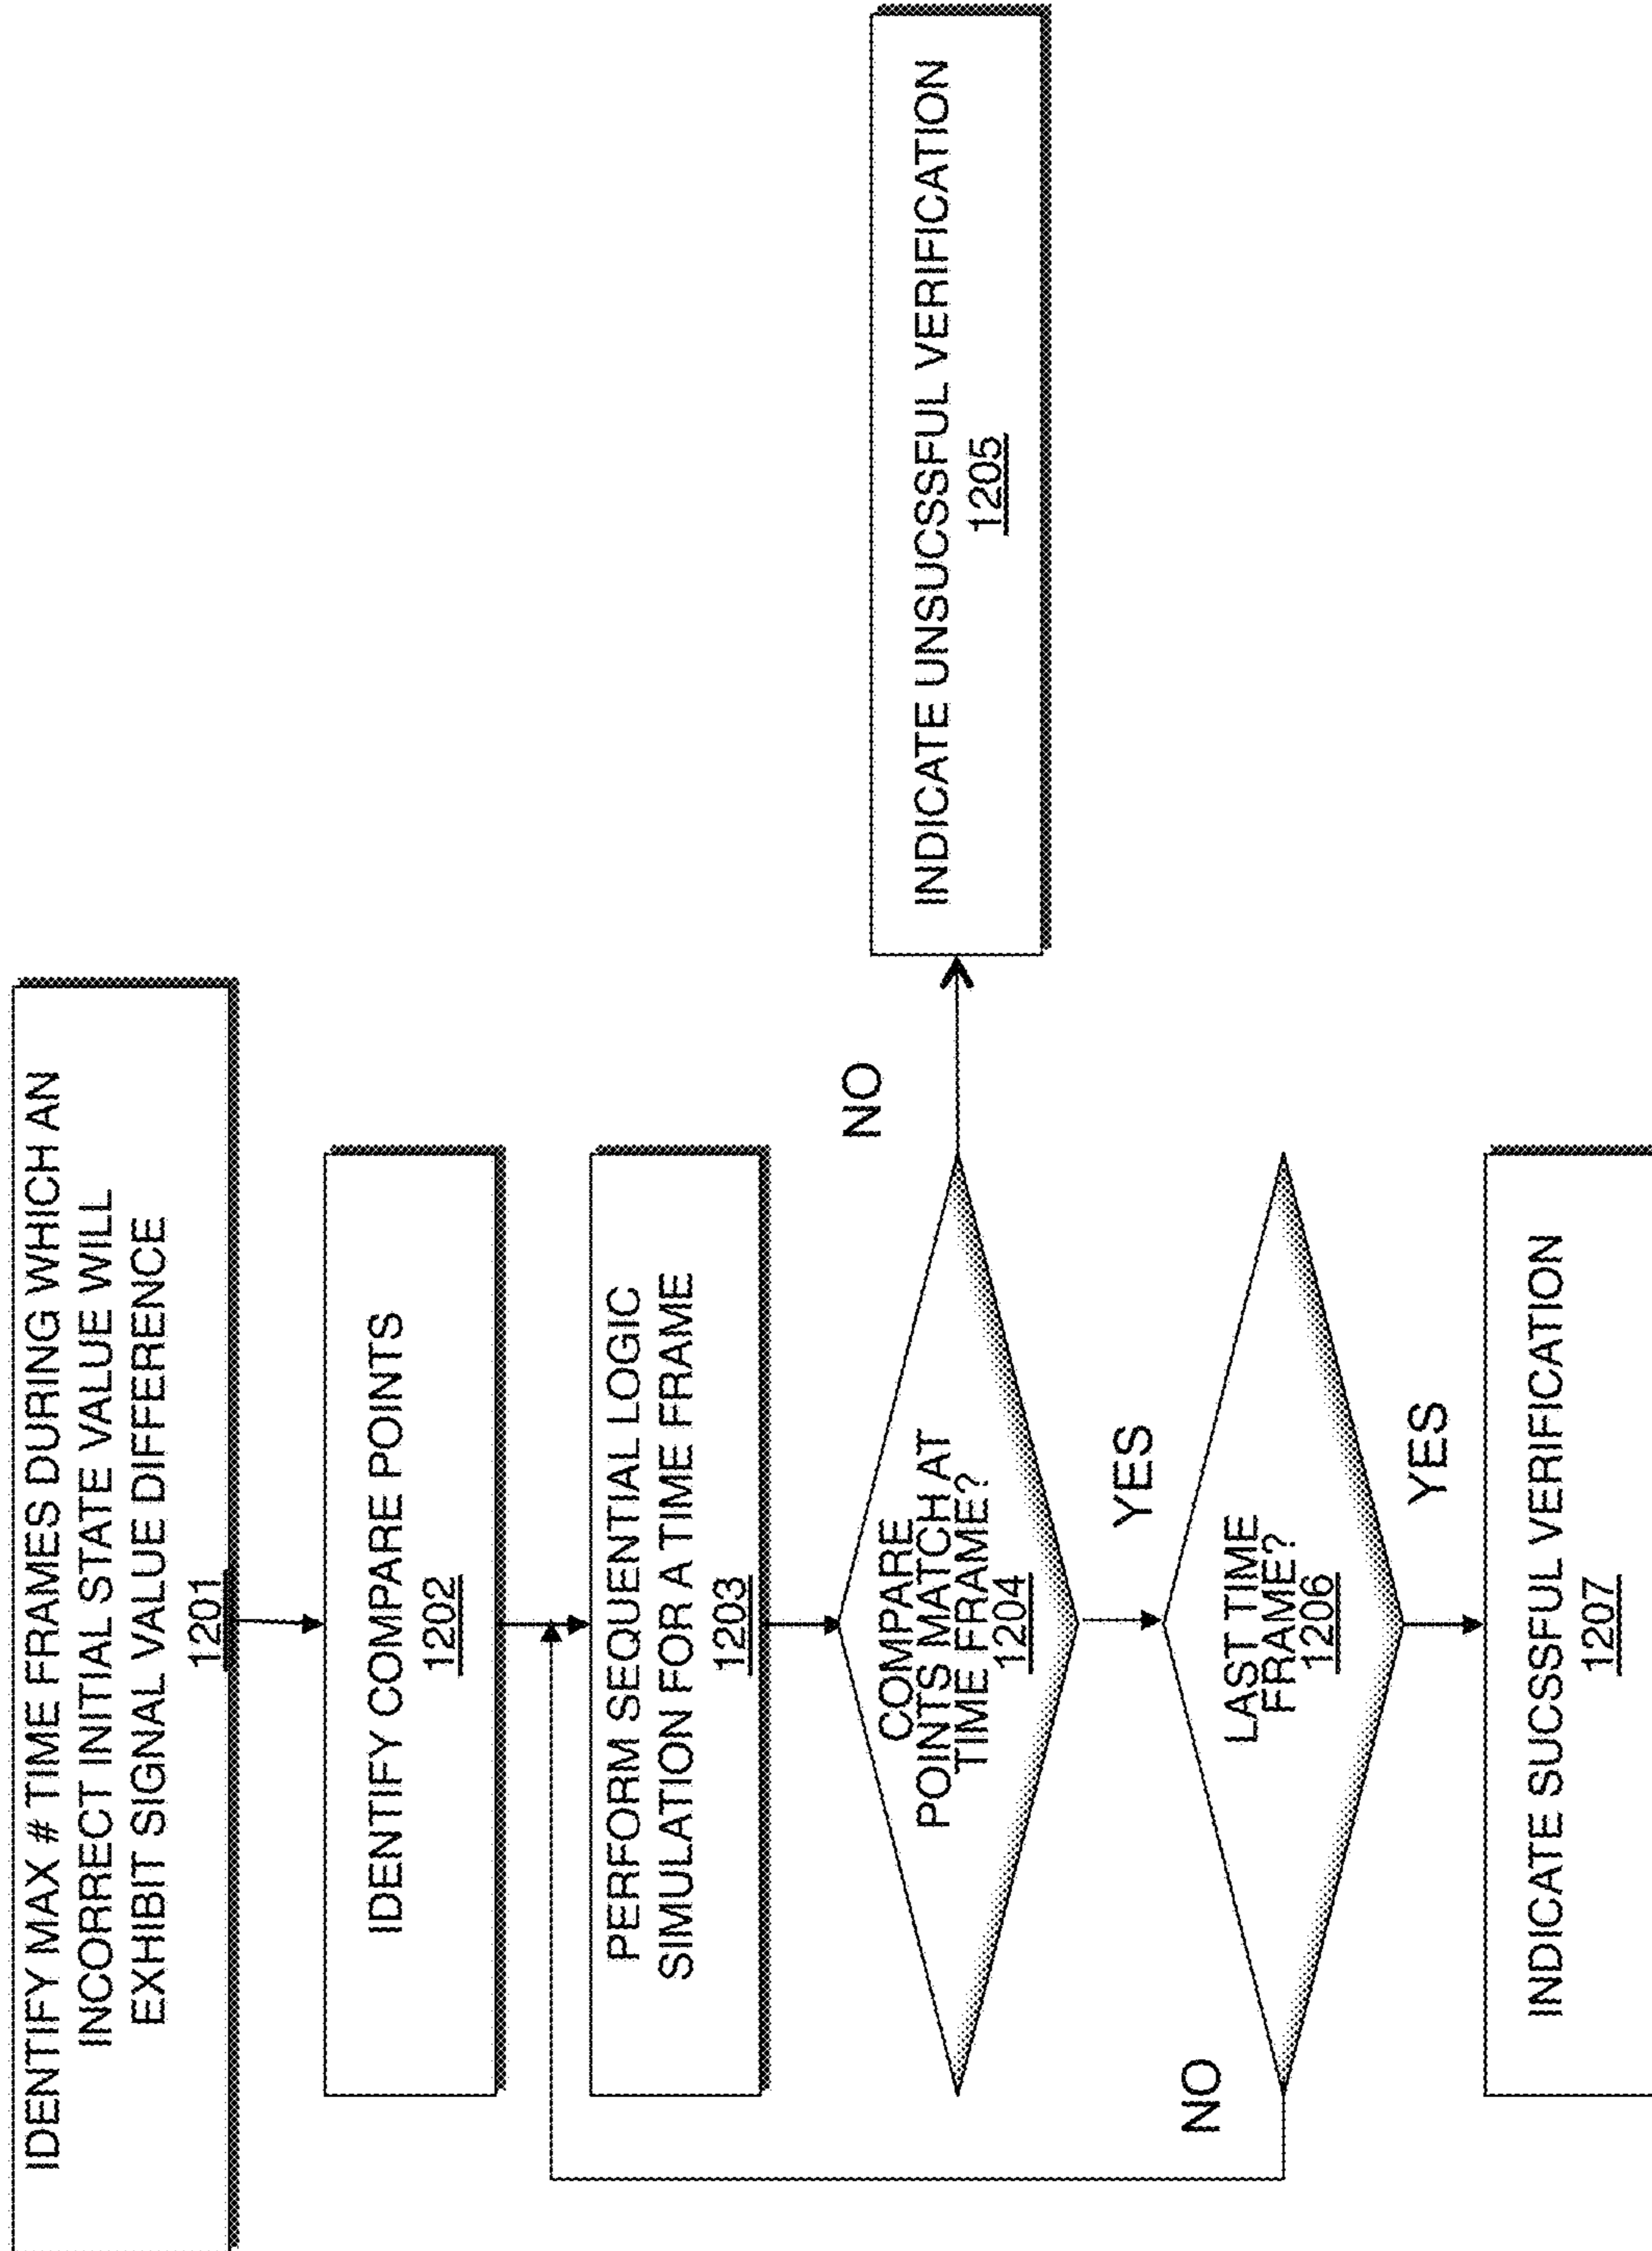 IDENTIFY MAX # TIME FRAMES DURING WHICH AN
INCORRECT INITIAL STATE VALUE WILL
EXHIBIT SIGNAL VALUE DIFFERENCE
1201
IDENTIFY COMPARE POINTS
1202
PERFORM SEQUENTIAL LOGIC
SIMULATION FOR A TIME FRAME
1203
COMPARE
POINTS MATCH AT
TIME FRAME?
1204
NO
INDICATE UNSUCSSFUL VERIFICATION
1205
YES
LAST TIME
FRAME?
1206
NO
YES
INDICATE SUCSSFUL VERIFICATION
1207